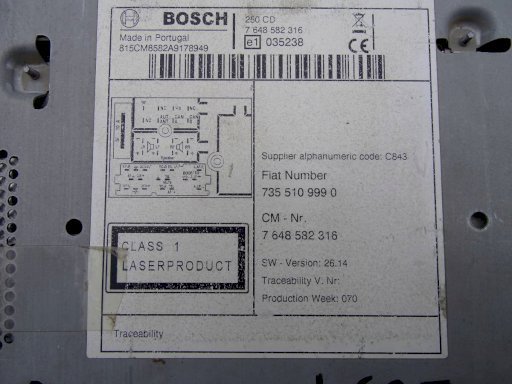 BOSCH
250 CD
7 648 582 316
Made in Portugal
e1 035238
815CM8582A9178949
Supplier alphanumeric code: C843
Fiat Number
735 510 999 0
CM - Nr.
7 648 582 316
CLASS 1
LASERPRODUCT
SW - Version: 26.14
Traceability V. Nr:
Production Week: 070
Traceability